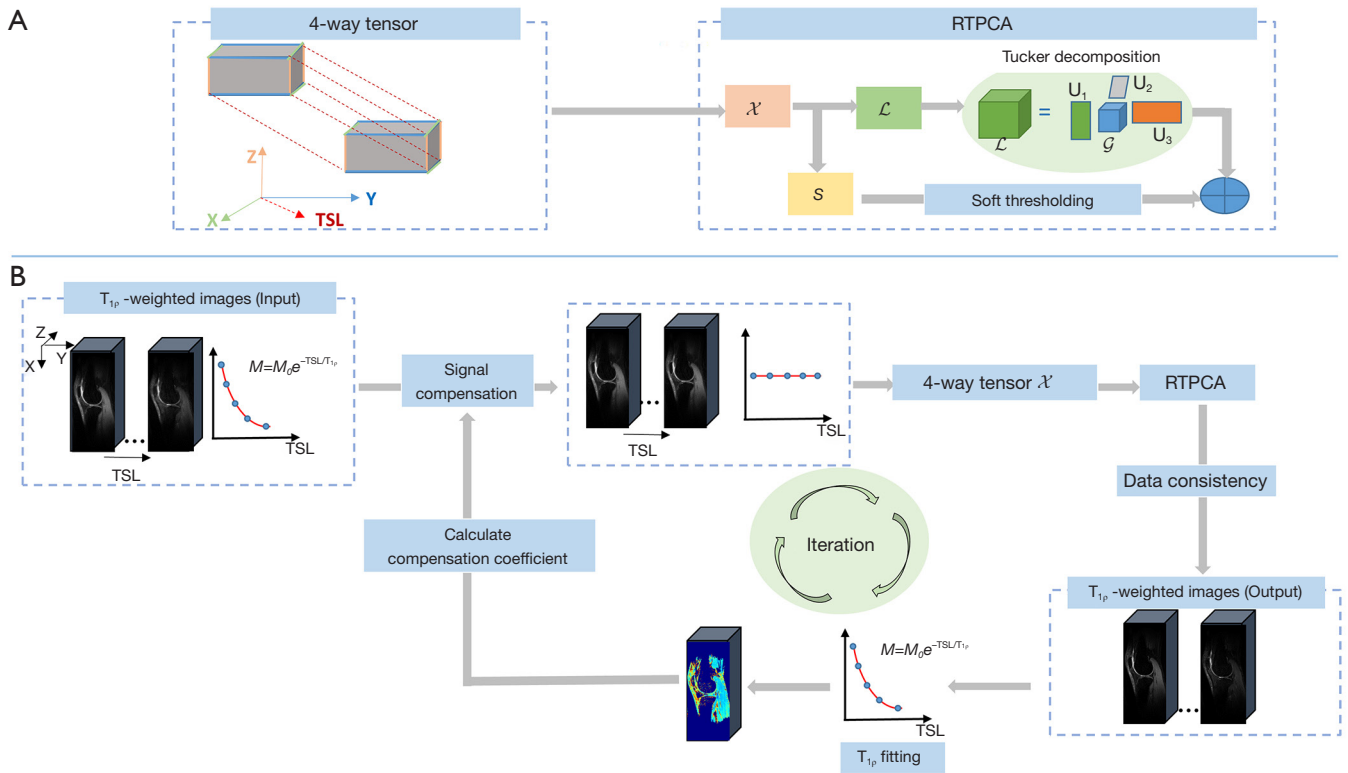 A
4-way tensor
Z
Y
X
TSL
RTPCA
Tucker decomposition
𝒳
ℒ
ℒ
=
U₁
U₂
𝒢
U₃
S
Soft thresholding
B
T₁ρ -weighted images (Input)
Z
Y
X
...
TSL
M=M₀e^–TSL/T₁ρ
TSL
Signal
compensation
...
TSL
TSL
4-way tensor 𝒳
RTPCA
Data consistency
T₁ρ -weighted images (Output)
...
Iteration
Calculate
compensation coefficient
M=M₀e^–TSL/T₁ρ
TSL
T₁ρ fitting